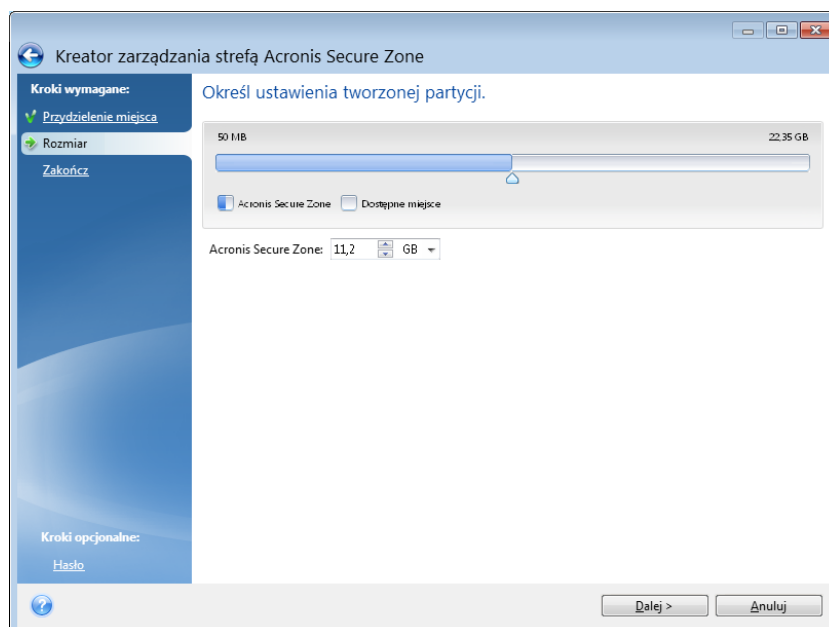 Kreator zarządzania strefą Acronis Secure Zone
Kroki wymagane:
Przydzielenie miejsca
Rozmiar
Zakończ
Kroki opcjonalne:
Hasło
Określ ustawienia tworzonej partycji.
50 MB 22,35 GB
Acronis Secure Zone Dostępne miejsce
Acronis Secure Zone: 11,2 GB
Dalej > Anuluj